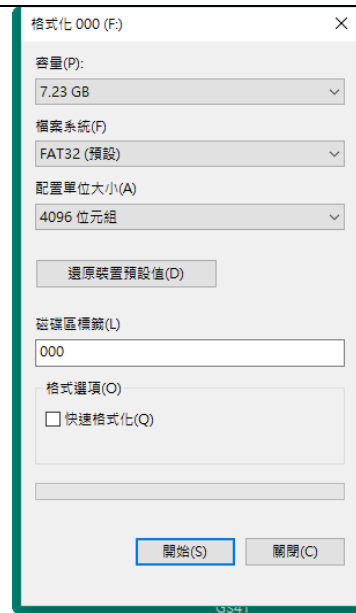 格式化 000 (F:)
容量(P):
7.23 GB
檔案系統(F)
FAT32 (預設)
配置單位大小(A)
4096 位元組
還原裝置預設值(D)
磁碟區標籤(L)
000
格式選項(O)
快速格式化(Q)
開始(S)
關閉(C)
GS41